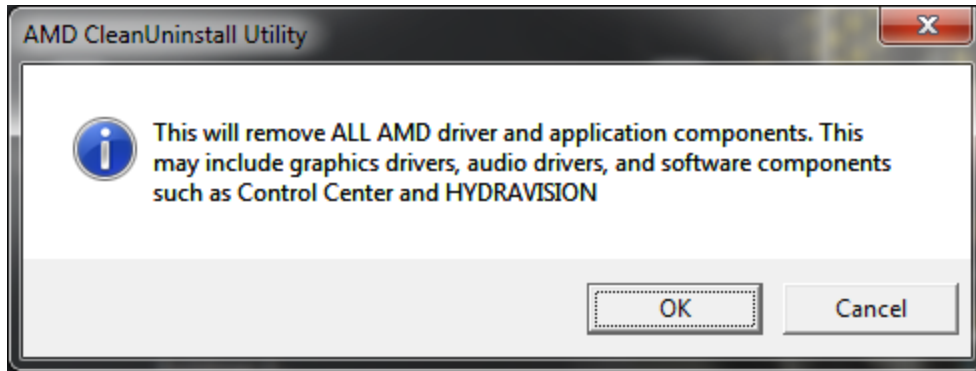 AMD CleanUninstall Utility
This will remove ALL AMD driver and application components. This
may include graphics drivers, audio drivers, and software components
such as Control Center and HYDRAVISION
OK
Cancel